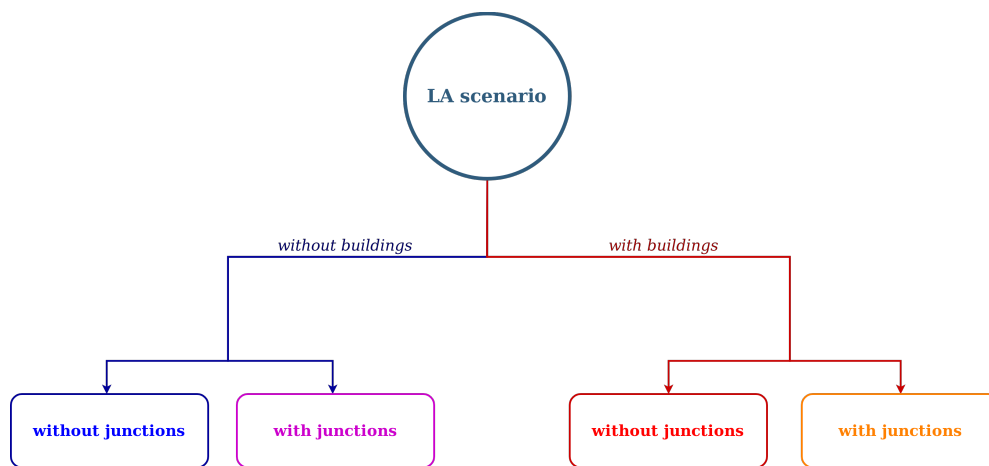 LA scenario
without buildings
with buildings
without junctions
with junctions
without junctions
with junctions